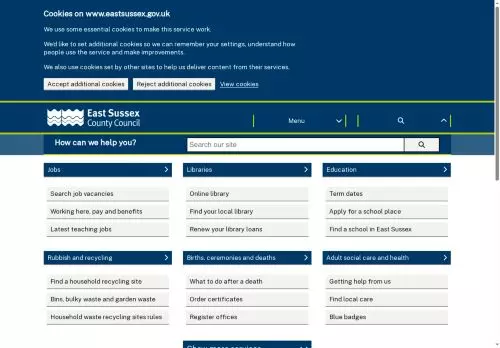 Cookies on www.eastsussex.gov.uk
We use some essential cookies to make this service work.
We'd like to set additional cookies so we can remember your settings, understand how
people use the service and make improvements.
We also use cookies set by other sites to help us deliver content from their services.
Accept additional cookies Reject additional cookies View cookies
East Sussex
County Council
Menu
How can we help you?
Search our site
Jobs
Search job vacancies
Working here, pay and benefits
Latest teaching jobs
Libraries
Online library
Find your local library
Renew your library loans
Education
Term dates
Apply for a school place
Find a school in East Sussex
Rubbish and recycling
Find a household recycling site
Bins, bulky waste and garden waste
Household waste recycling sites rules
Births, ceremonies and deaths
What to do after a death
Order certificates
Register offices
Adult social care and health
Getting help from us
Find local care
Blue badges
Show more services